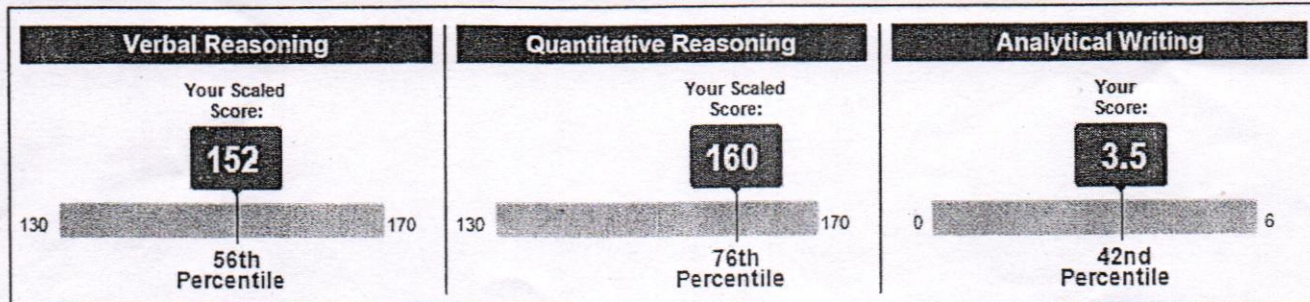 Verbal Reasoning
Your Scaled
Score:
152
130
170
56th
Percentile
Quantitative Reasoning
Your Scaled
Score:
160
130
170
76th
Percentile
Analytical Writing
Your
Score:
3.5
0
6
42nd
Percentile